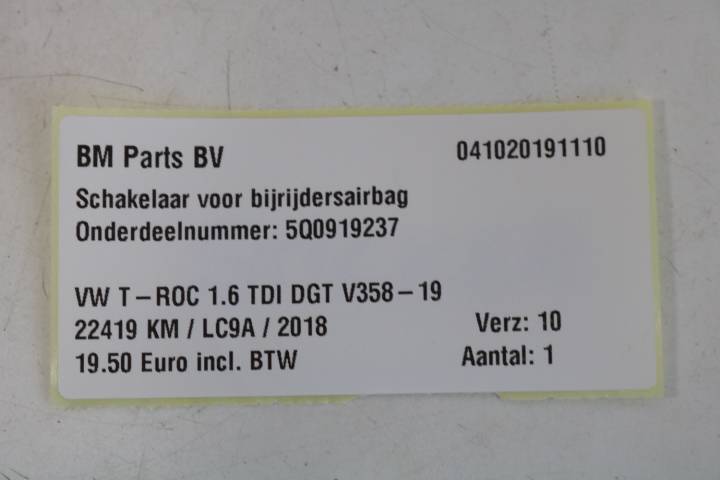 BM Parts BV 041020191110
Schakelaar voor bijrijdersairbag
Onderdeelnummer: 5Q0919237
VW T-ROC 1.6 TDI DGT V358-19
22419 KM / LC9A / 2018 Verz: 10
19.50 Euro incl. BTW Aantal: 1